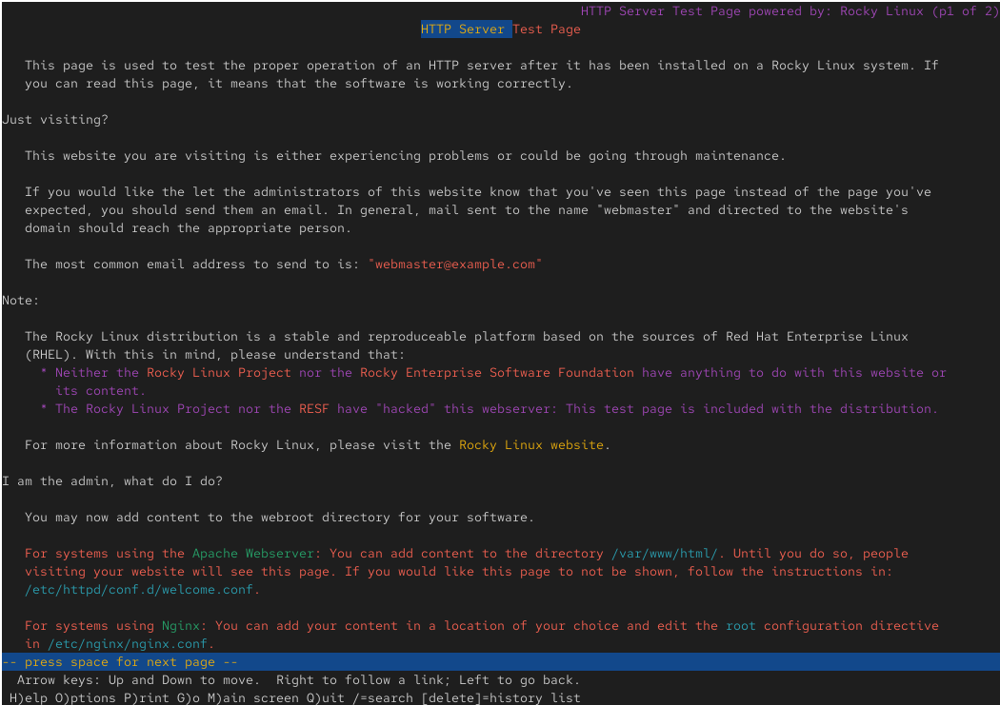 HTTP Server Test Page powered by: Rocky Linux (p1 of 2)
HTTP Server Test Page
This page is used to test the proper operation of an HTTP server after it has been installed on a Rocky Linux system. If
you can read this page, it means that the software is working correctly.
Just visiting?
This website you are visiting is either experiencing problems or could be going through maintenance.
If you would like the let the administrators of this website know that you've seen this page instead of the page you've
expected, you should send them an email. In general, mail sent to the name "webmaster" and directed to the website's
domain should reach the appropriate person.
The most common email address to send to is: "webmaster@example.com"
Note:
The Rocky Linux distribution is a stable and reproduceable platform based on the sources of Red Hat Enterprise Linux
(RHEL). With this in mind, please understand that:
* Neither the Rocky Linux Project nor the Rocky Enterprise Software Foundation have anything to do with this website or
its content.
* The Rocky Linux Project nor the RESF have "hacked" this webserver: This test page is included with the distribution.
For more information about Rocky Linux, please visit the Rocky Linux website.
I am the admin, what do I do?
You may now add content to the webroot directory for your software.
For systems using the Apache Webserver: You can add content to the directory /var/www/html/. Until you do so, people
visiting your website will see this page. If you would like this page to not be shown, follow the instructions in:
/etc/httpd/conf.d/welcome.conf.
For systems using Nginx: You can add your content in a location of your choice and edit the root configuration directive
in /etc/nginx/nginx.conf.
-- press space for next page --
Arrow keys: Up and Down to move.  Right to follow a link; Left to go back.
H)elp O)ptions P)rint G)o M)ain screen Q)uit /=search [delete]=history list